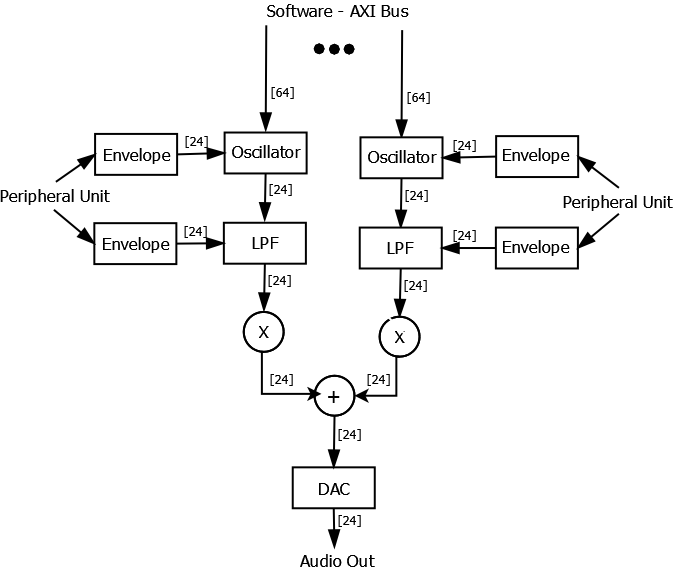 Software - AXI Bus
[64]
[64]
Envelope
[24]
Oscillator
Oscillator
[24]
Envelope
[24]
[24]
Peripheral Unit
Peripheral Unit
Envelope
[24]
LPF
LPF
[24]
Envelope
[24]
[24]
X
X
[24]
[24]
+
[24]
DAC
[24]
Audio Out